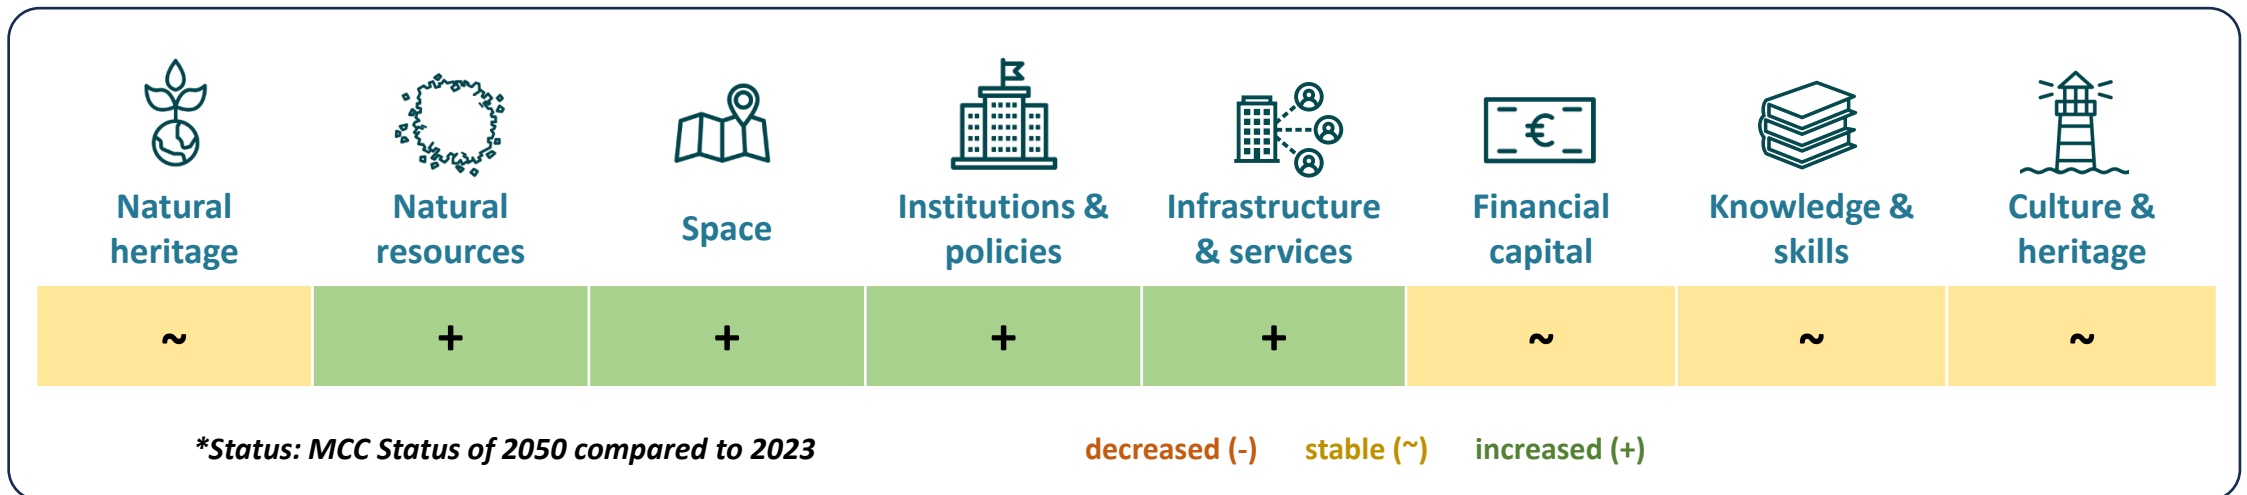 €
Natural
heritage
Natural
resources
Space
Institutions &
policies
Infrastructure
& services
Financial
capital
Knowledge &
skills
Culture &
heritage
~ + + + + ~ ~ ~
*Status: MCC Status of 2050 compared to 2023
decreased (-) stable (~) increased (+)